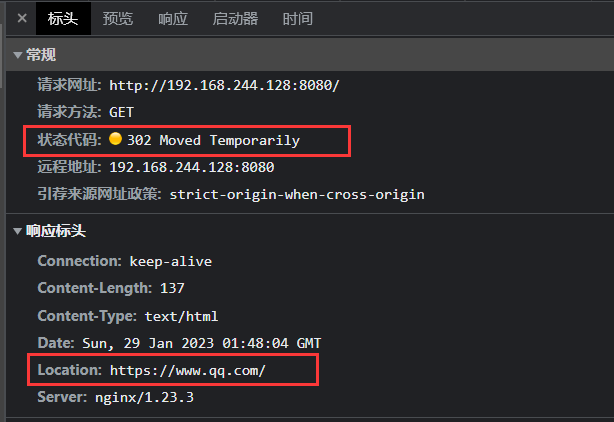 标头 预览 响应 启动器 时间
常规
请求网址: http://192.168.244.128:8080/
请求方法: GET
状态代码: 302 Moved Temporarily
远程地址: 192.168.244.128:8080
引荐来源网址政策: strict-origin-when-cross-origin
响应标头
Connection: keep-alive
Content-Length: 137
Content-Type: text/html
Date: Sun, 29 Jan 2023 01:48:04 GMT
Location: https://www.qq.com/
Server: nginx/1.23.3